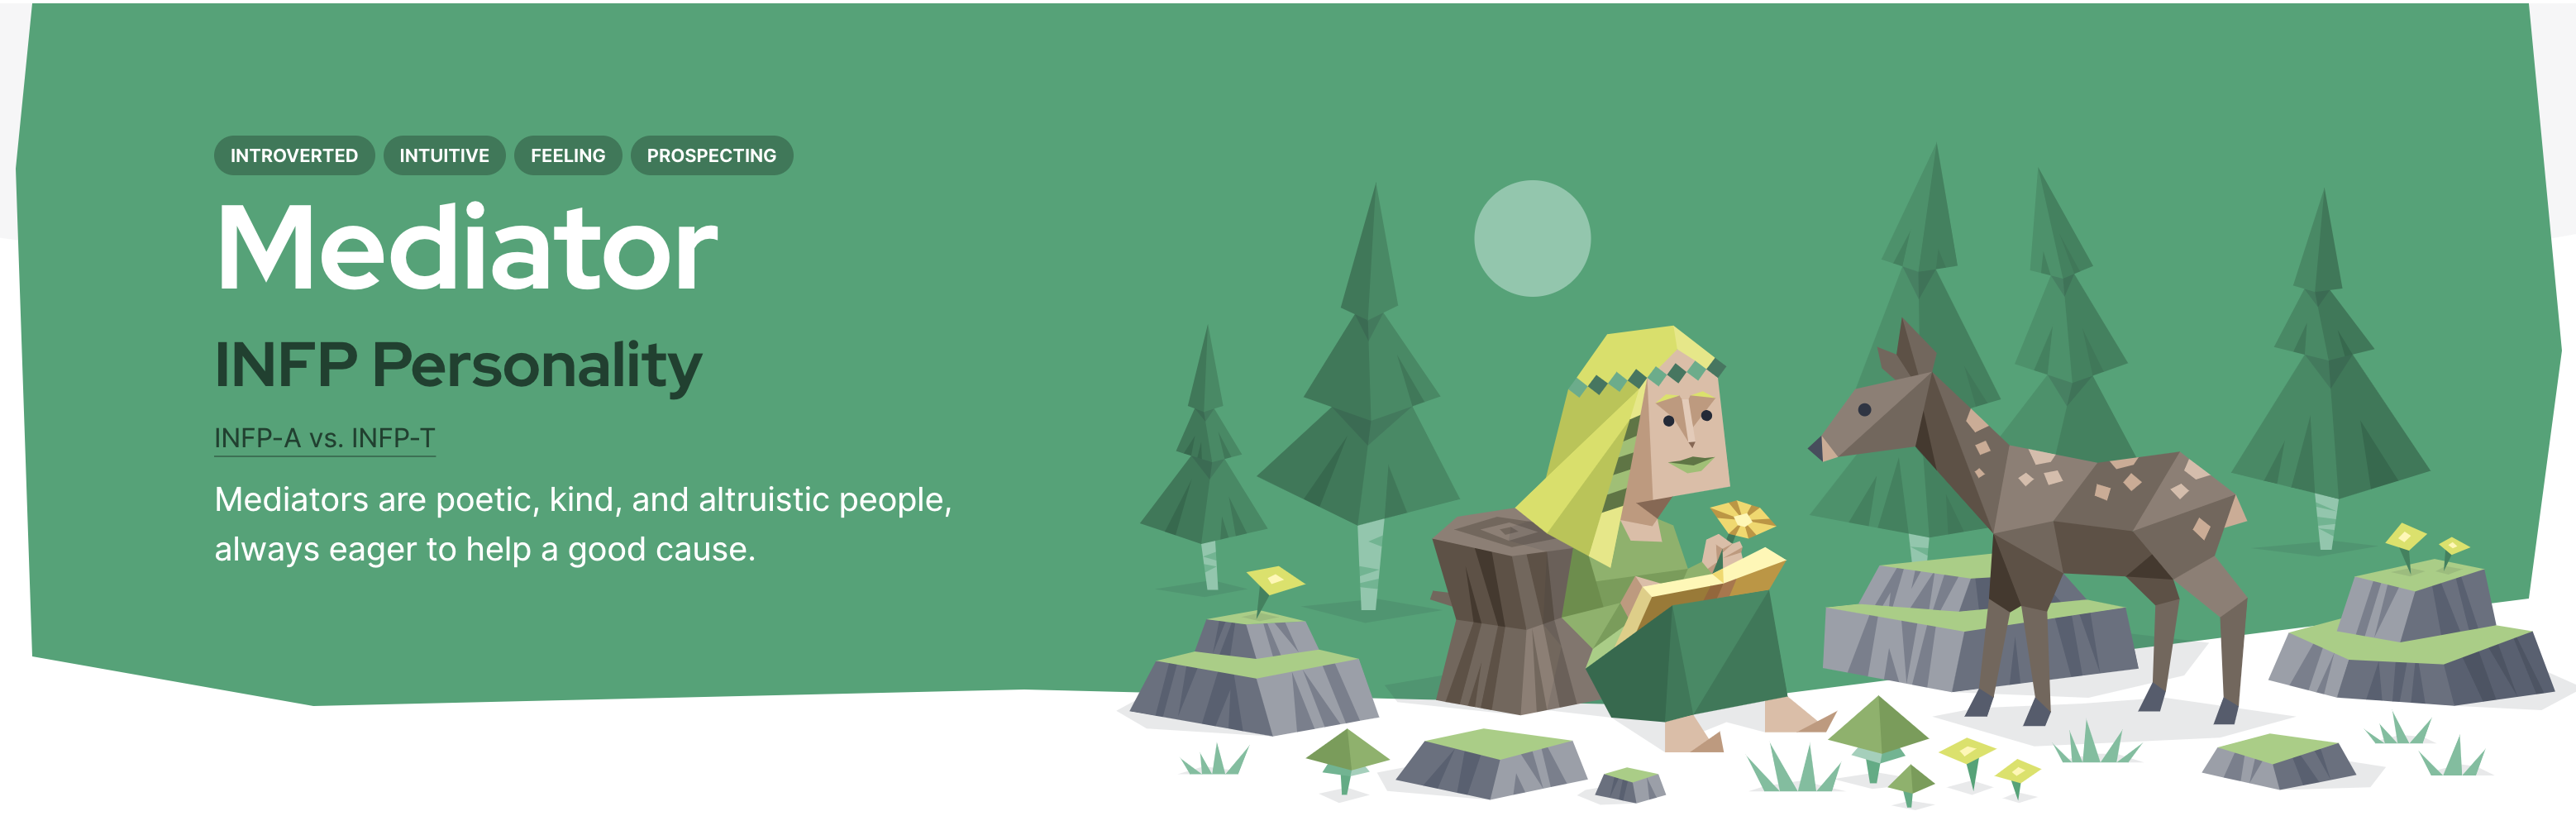 INTROVERTED INTUITIVE FEELING PROSPECTING
Mediator
INFP Personality
INFP-A vs. INFP-T
Mediators are poetic, kind, and altruistic people,
always eager to help a good cause.